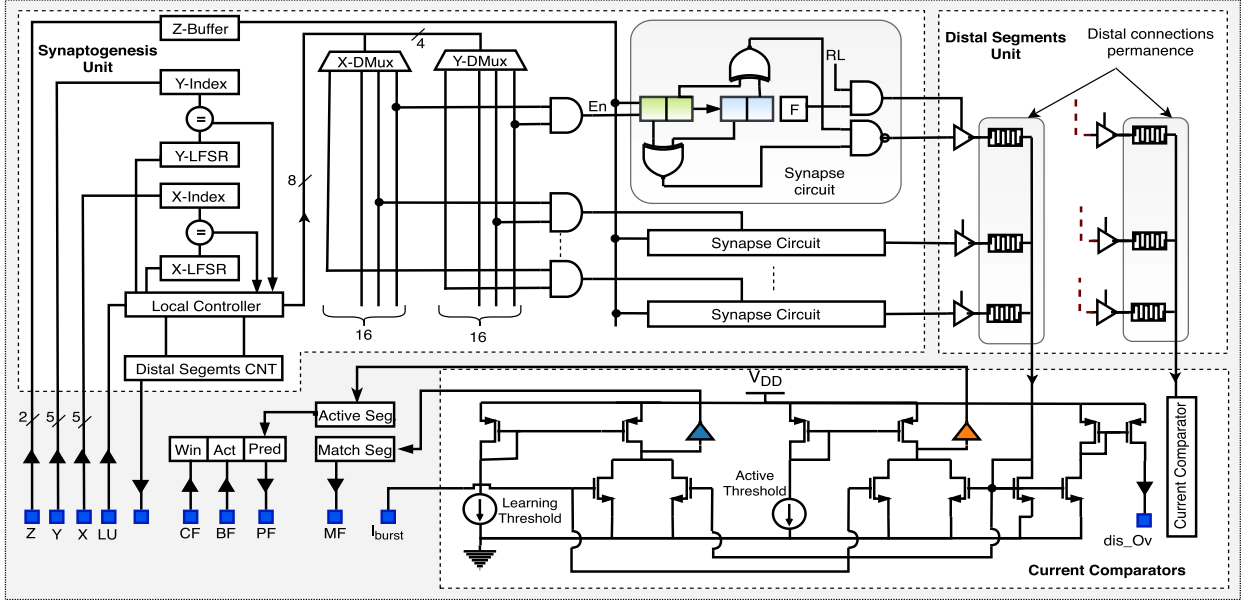 Z-Buffer
Synaptogenesis
Unit
Y-Index
=
Y-LFSR
X-Index
=
X-LFSR
Local Controller
Distal Segemts CNT
8
4
X-DMux
Y-DMux
16
16
En
F
RL
Synapse
circuit
Synapse Circuit
Synapse Circuit
Distal Segments
Unit
Distal connections
permanence
2
5
5
Z
Y
X
LU
Win
Act
Pred
CF
BF
PF
Active Seg.
Match Seg
MF
Iburst
VDD
Learning
Threshold
Active
Threshold
dis_Ov
Current Comparator
Current Comparators